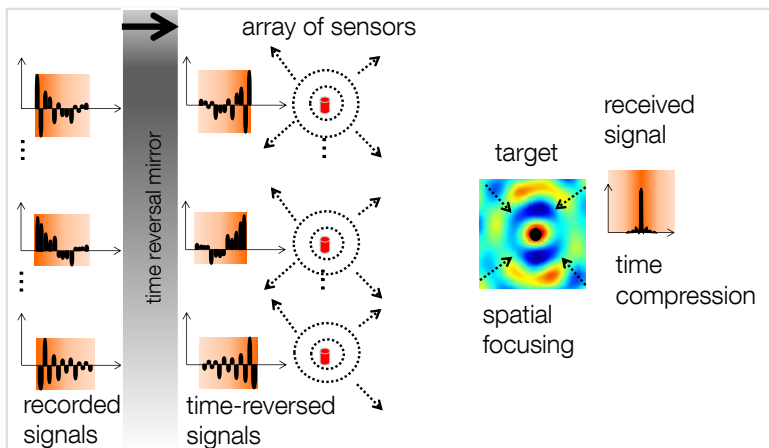 array of sensors
time reversal mirror
received
signal
target
time
compression
spatial
focusing
recorded
signals
time-reversed
signals